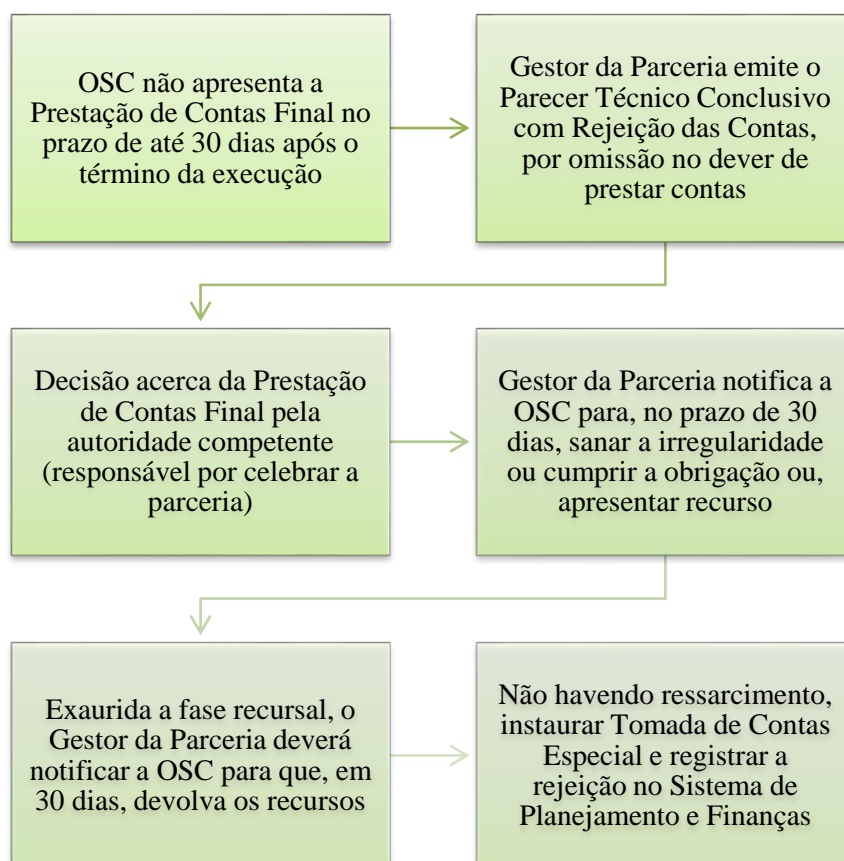 OSC não apresenta a
Prestação de Contas Final no
prazo de até 30 dias após o
término da execução
Gestor da Parceria emite o
Parecer Técnico Conclusivo
com Rejeição das Contas,
por omissão no dever de
prestar contas
Decisão acerca da Prestação
de Contas Final pela
autoridade competente
(responsável por celebrar a
parceria)
Gestor da Parceria notifica a
OSC para, no prazo de 30
dias, sanar a irregularidade
ou cumprir a obrigação ou,
apresentar recurso
Exaurida a fase recursal, o
Gestor da Parceria deverá
notificar a OSC para que, em
30 dias, devolva os recursos
Não havendo ressarcimento,
instaurar Tomada de Contas
Especial e registrar a
rejeição no Sistema de
Planejamento e Finanças